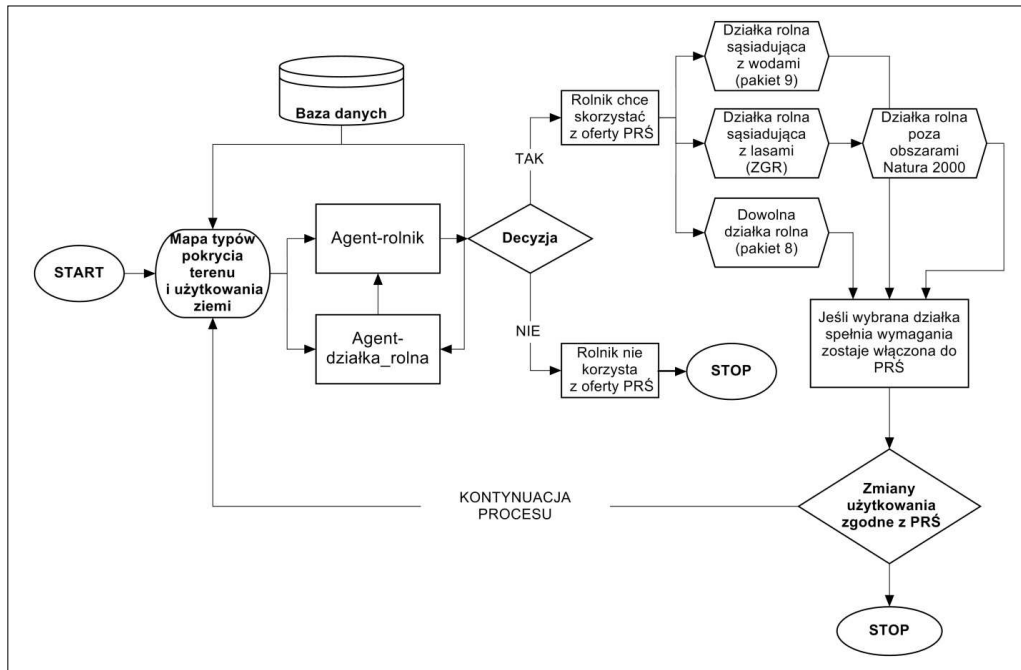 Baza danych
START
Mapa typów
pokrycia
terenu
i użytkowania
ziemi
Agent-rolnik
Agent-
działka_rolna
Decyzja
TAK
NIE
Rolnik chce
skorzystać
z oferty PRŚ
Rolnik nie
korzysta
z oferty PRŚ
STOP
Działka rolna
sąsiadująca
z wodami
(pakiet 9)
Działka rolna
sąsiadująca
z lasami
(ZGR)
Dowolna
działka rolna
(pakiet 8)
Działka rolna
poza
obszarami
Natura 2000
Jeśli wybrana działka
spełnia wymagania
zostaje włączona do
PRŚ
Zmiany
użytkowania
zgodne z PRŚ
KONTYNUACJA
PROCESU
STOP